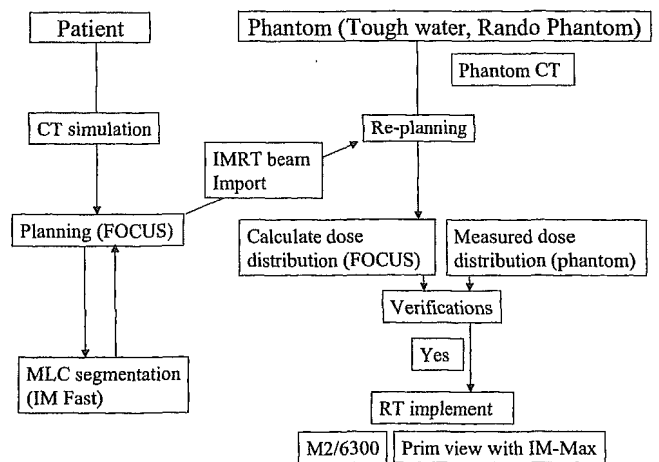 Patient
Phantom (Tough water, Rando Phantom)
Phantom CT
CT simulation
Re-planning
IMRT beam
Import
Planning (FOCUS)
Calculate dose
distribution (FOCUS)
Measured dose
distribution (phantom)
Verifications
Yes
MLC segmentation
(IM Fast)
RT implement
M2/6300
Prim view with IM-Max